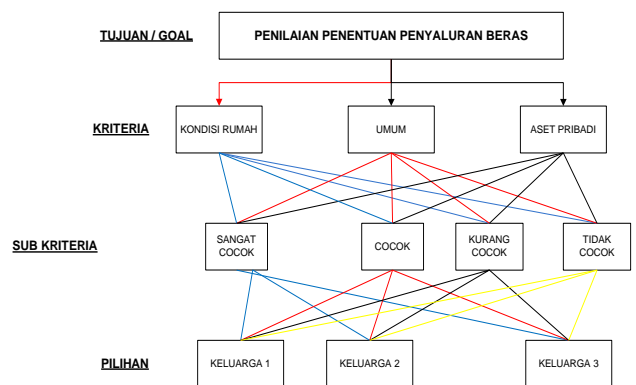 TUJUAN / GOAL
PENILAIAN PENENTUAN PENYALURAN BERAS
KRITERIA
KONDISI RUMAH
UMUM
ASET PRIBADI
SUB KRITERIA
SANGAT
COCOK
COCOK
KURANG
COCOK
TIDAK
COCOK
PILIHAN
KELUARGA 1
KELUARGA 2
KELUARGA 3